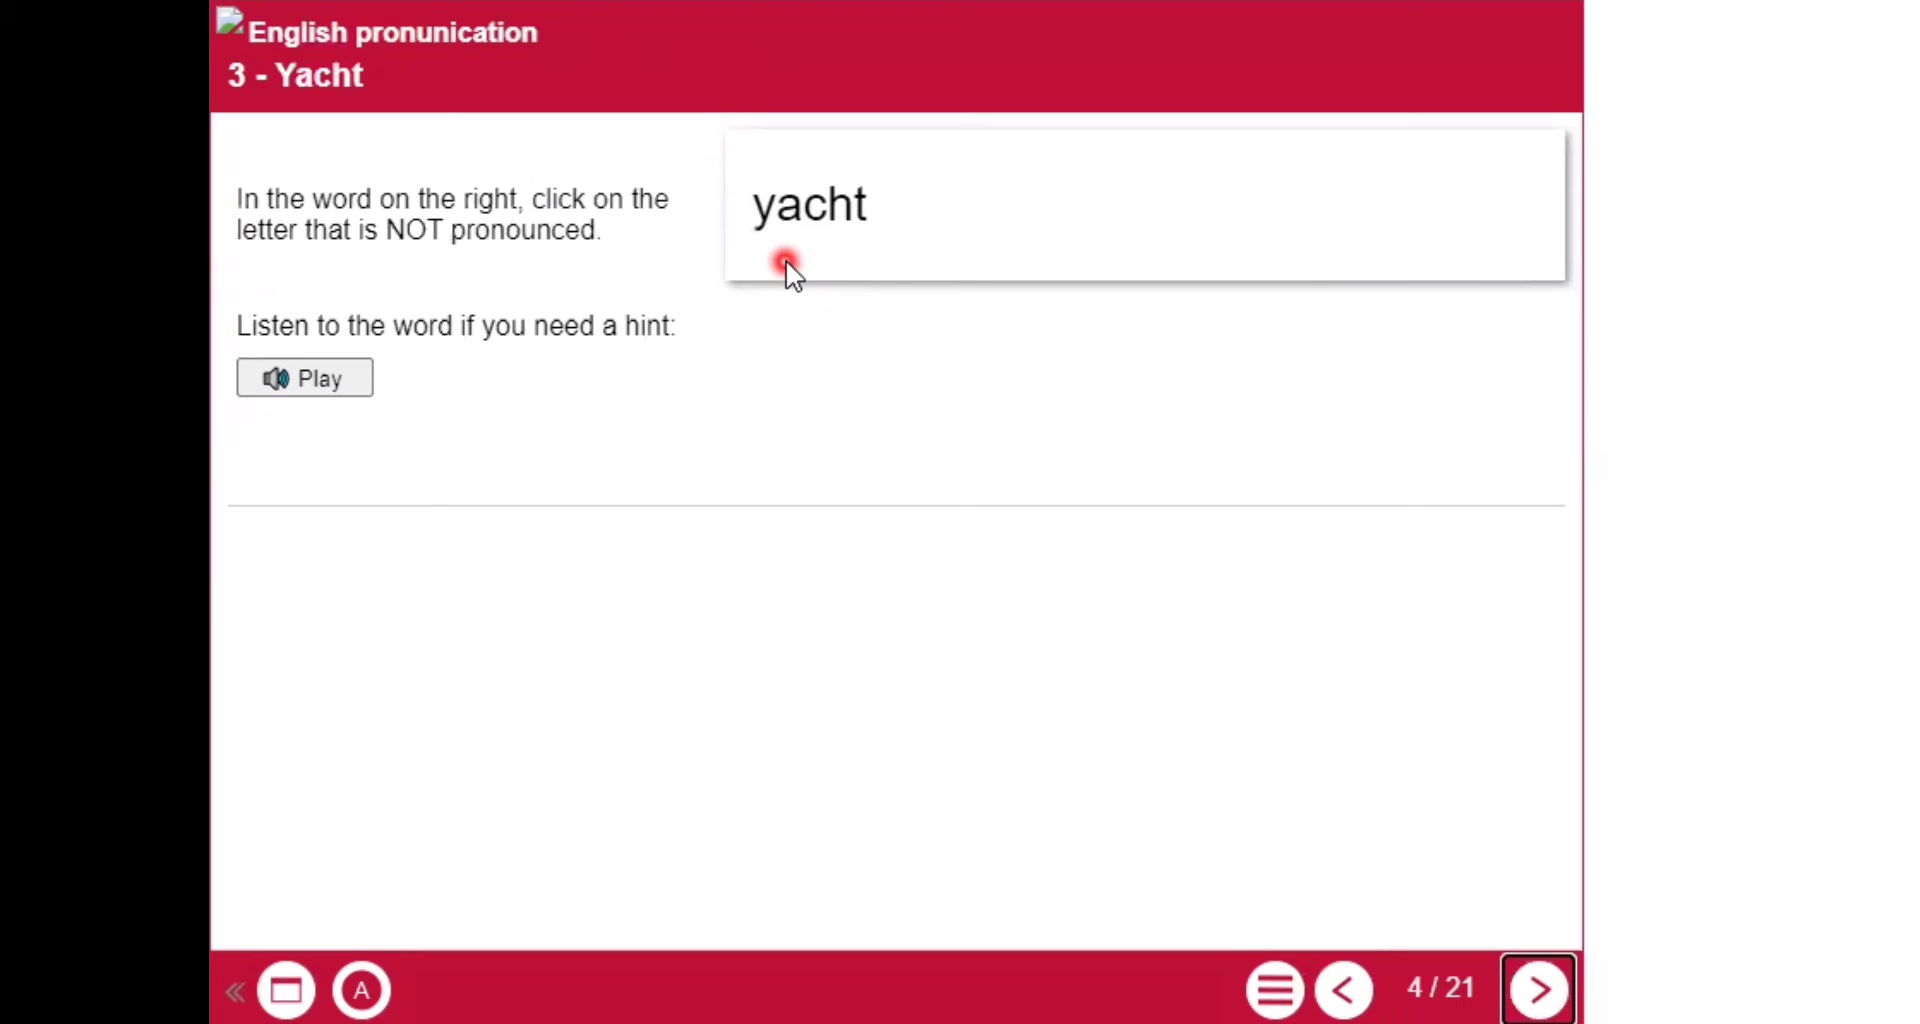 English pronunication
3 - Yacht
In the word on the right, click on the
letter that is NOT pronounced.
yacht
Listen to the word if you need a hint:
Play
A
4 / 21